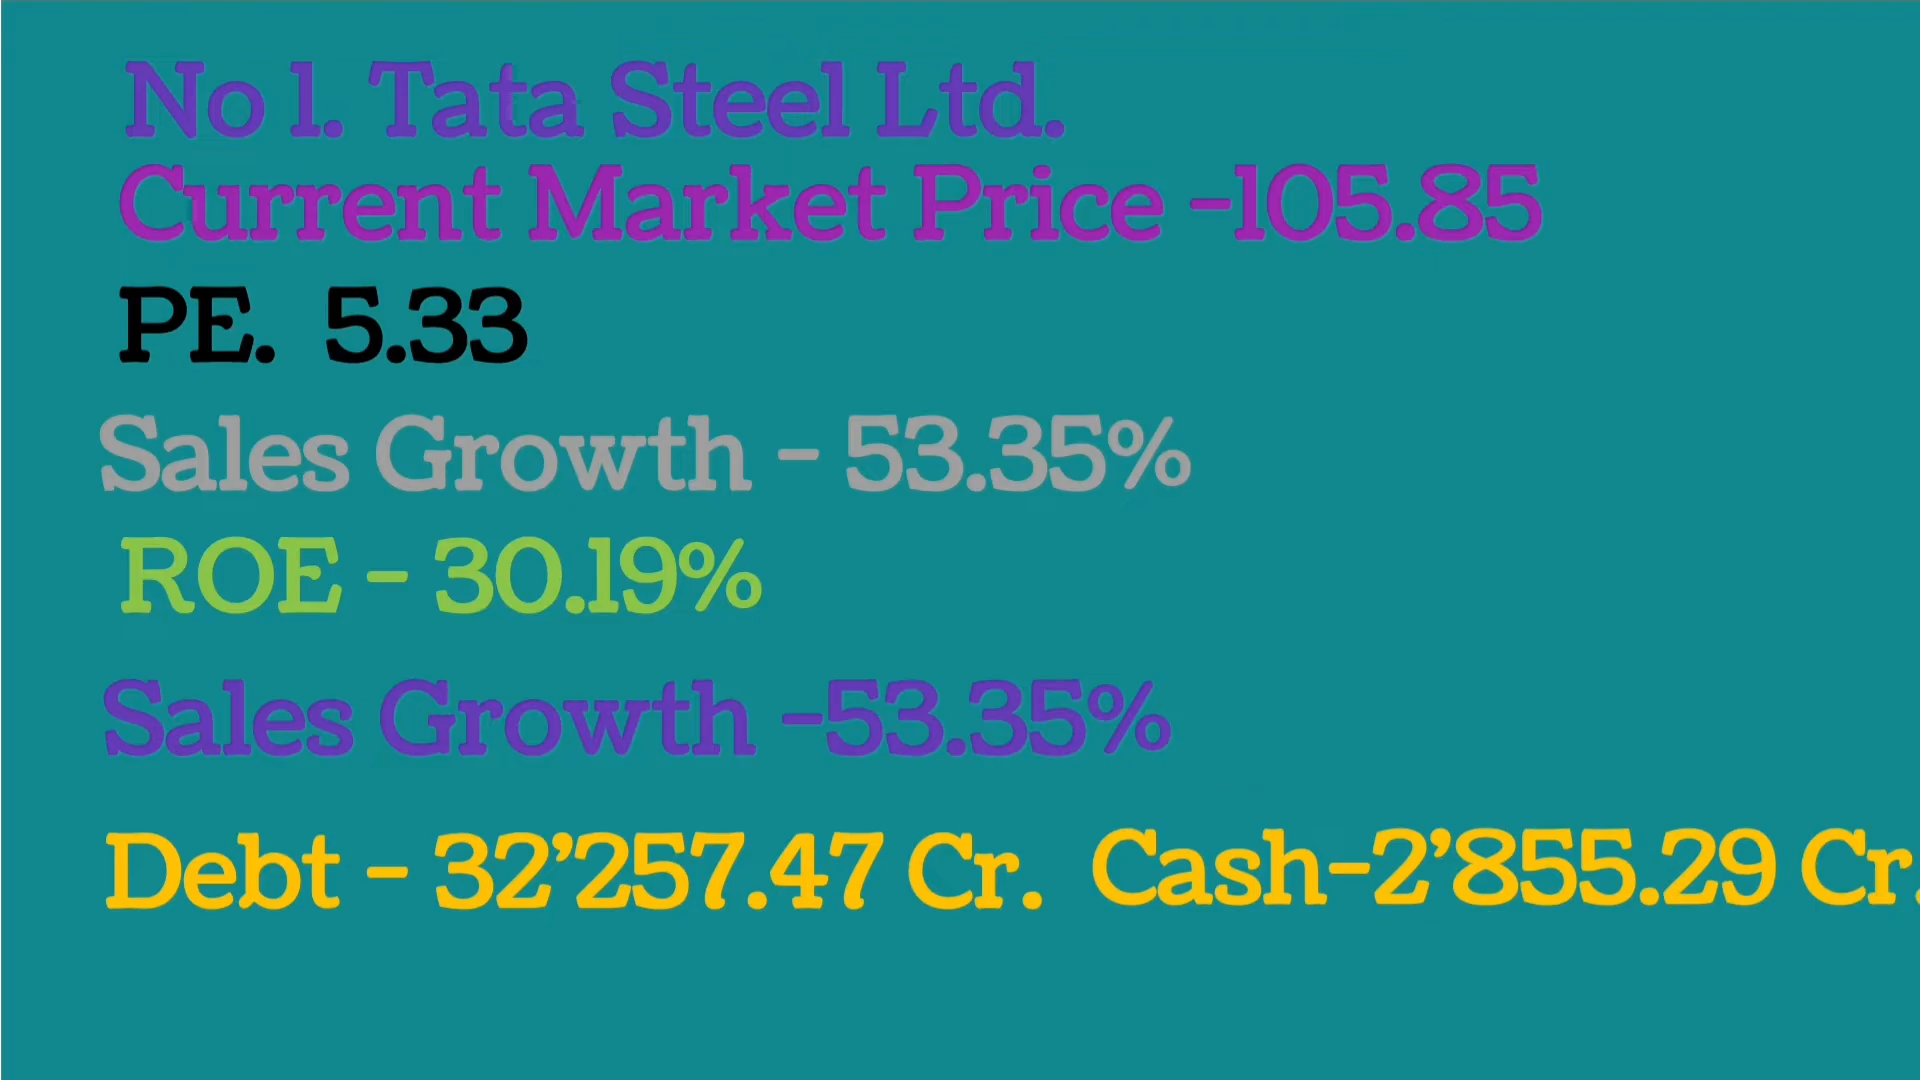 No 1. Tata Steel Ltd.
Current Market Price -105.85
PE. 5.33
Sales Growth - 53.35%
ROE - 30.19%
Sales Growth -53.35%
Debt - 32’257.47 Cr. Cash-2’855.29 Cr.